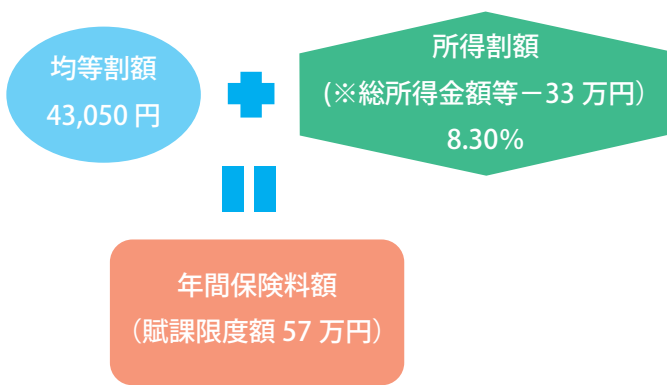 均等割額
43,050 円
所得割額
(※総所得金額等－33 万円）
8.30%
年間保険料額
（賦課限度額 57 万円）